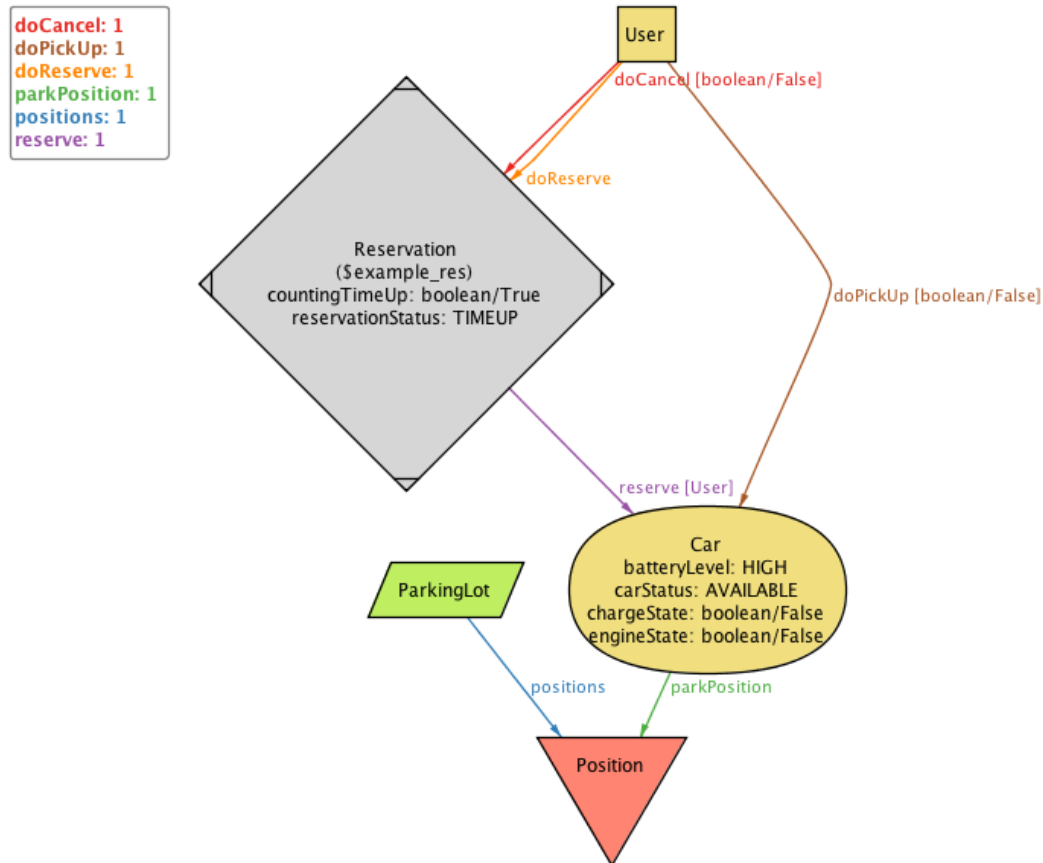 doCancel: 1
doPickUp: 1
doReserve: 1
parkPosition: 1
positions: 1
reserve: 1
User
doCancel [boolean/False]
doReserve
Reservation
($example_res)
countingTimeUp: boolean/True
reservationStatus: TIMEUP
doPickUp [boolean/False]
reserve [User]
Car
batteryLevel: HIGH
carStatus: AVAILABLE
chargeState: boolean/False
engineState: boolean/False
ParkingLot
positions
parkPosition
Position